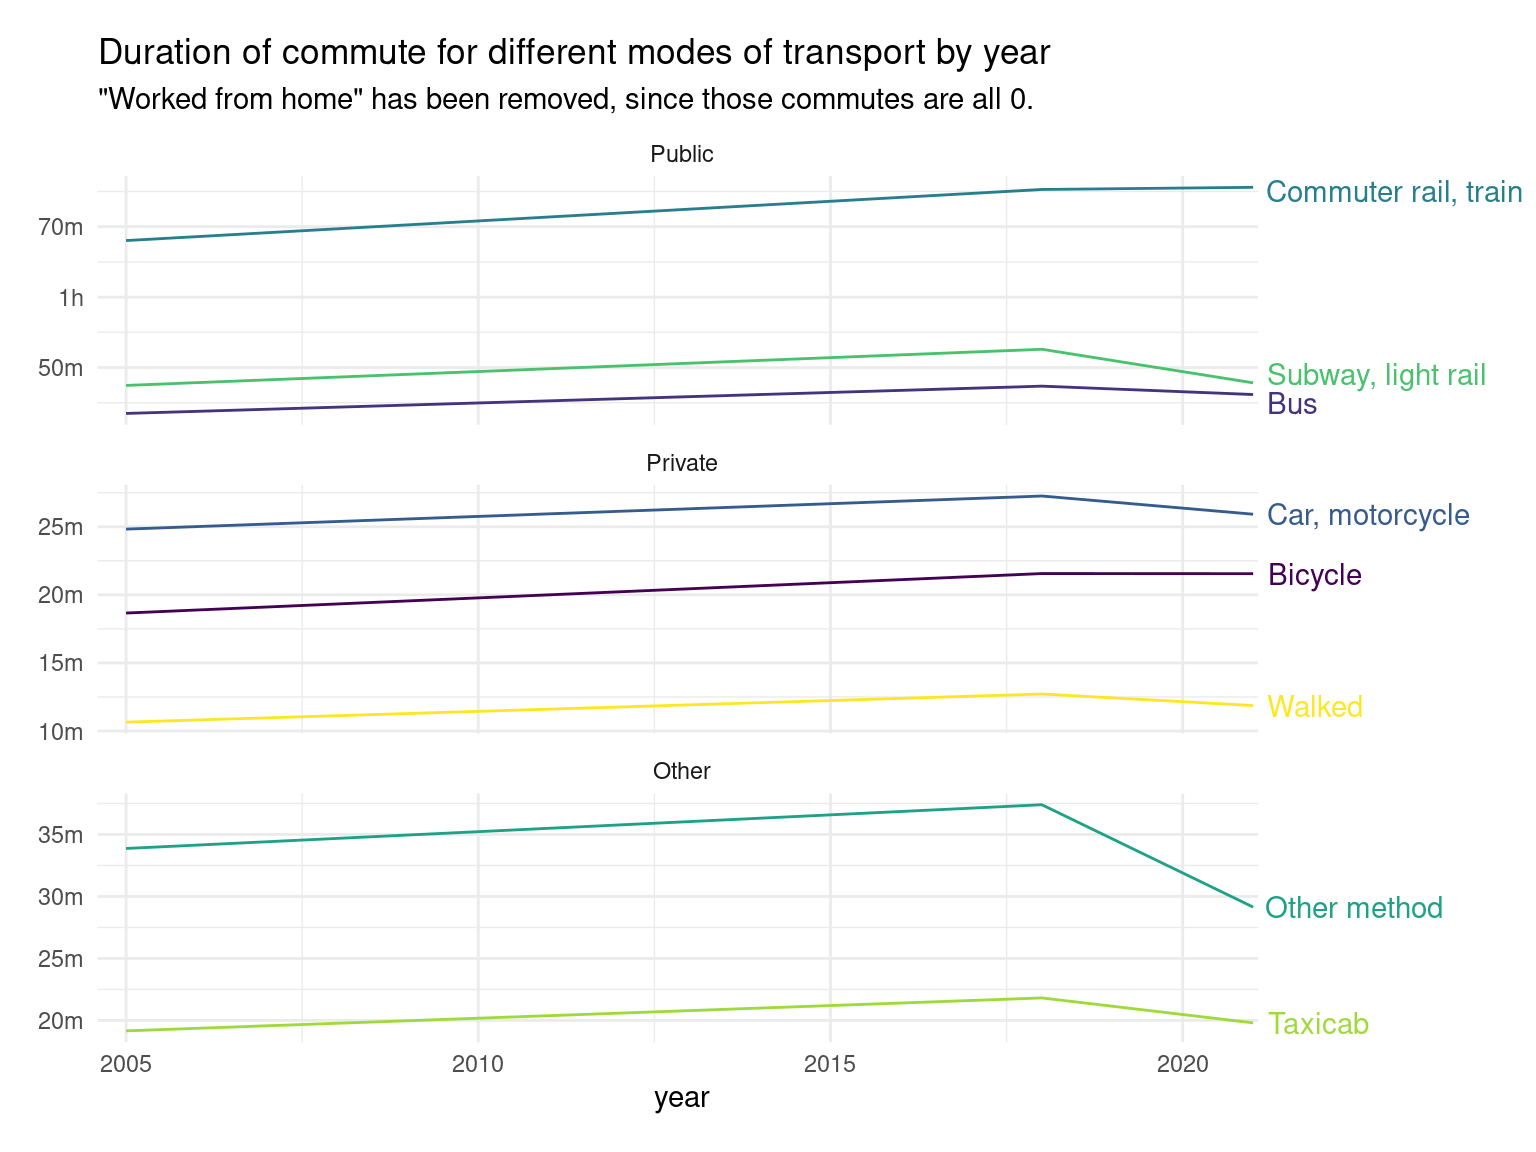 Duration of commute for different modes of transport by year
"Worked from home" has been removed, since those commutes are all 0.
Public
70m
1h
50m
Commuter rail, train
Subway, light rail
Bus
Private
25m
20m
15m
10m
Car, motorcycle
Bicycle
Walked
Other
35m
30m
25m
20m
Other method
Taxicab
2005 2010 2015 2020
year